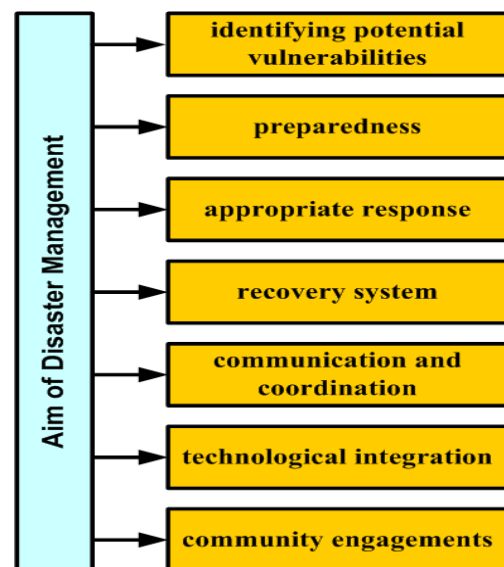 Aim of Disaster Management
identifying potential
vulnerabilities
preparedness
appropriate response
recovery system
communication and
coordination
technological integration
community engagements